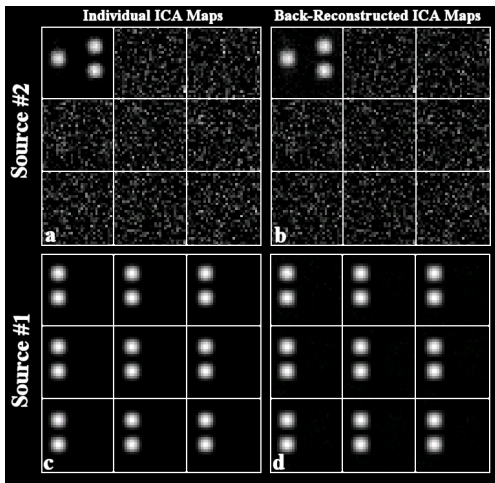 Individual ICA Maps
Back-Reconstructed ICA Maps
Source #2
a
b
Source #1
c
d